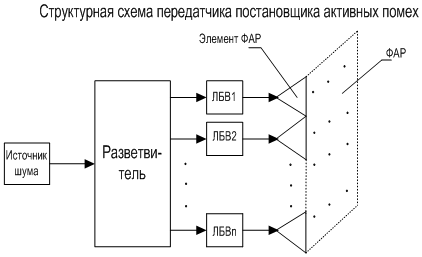 Структурная схема передатчика постановщика активных помех
Элемент ФАР
ФАР
ЛБВ1
ЛБВ2
Источник
шума
Разветви-
тель
ЛБВn